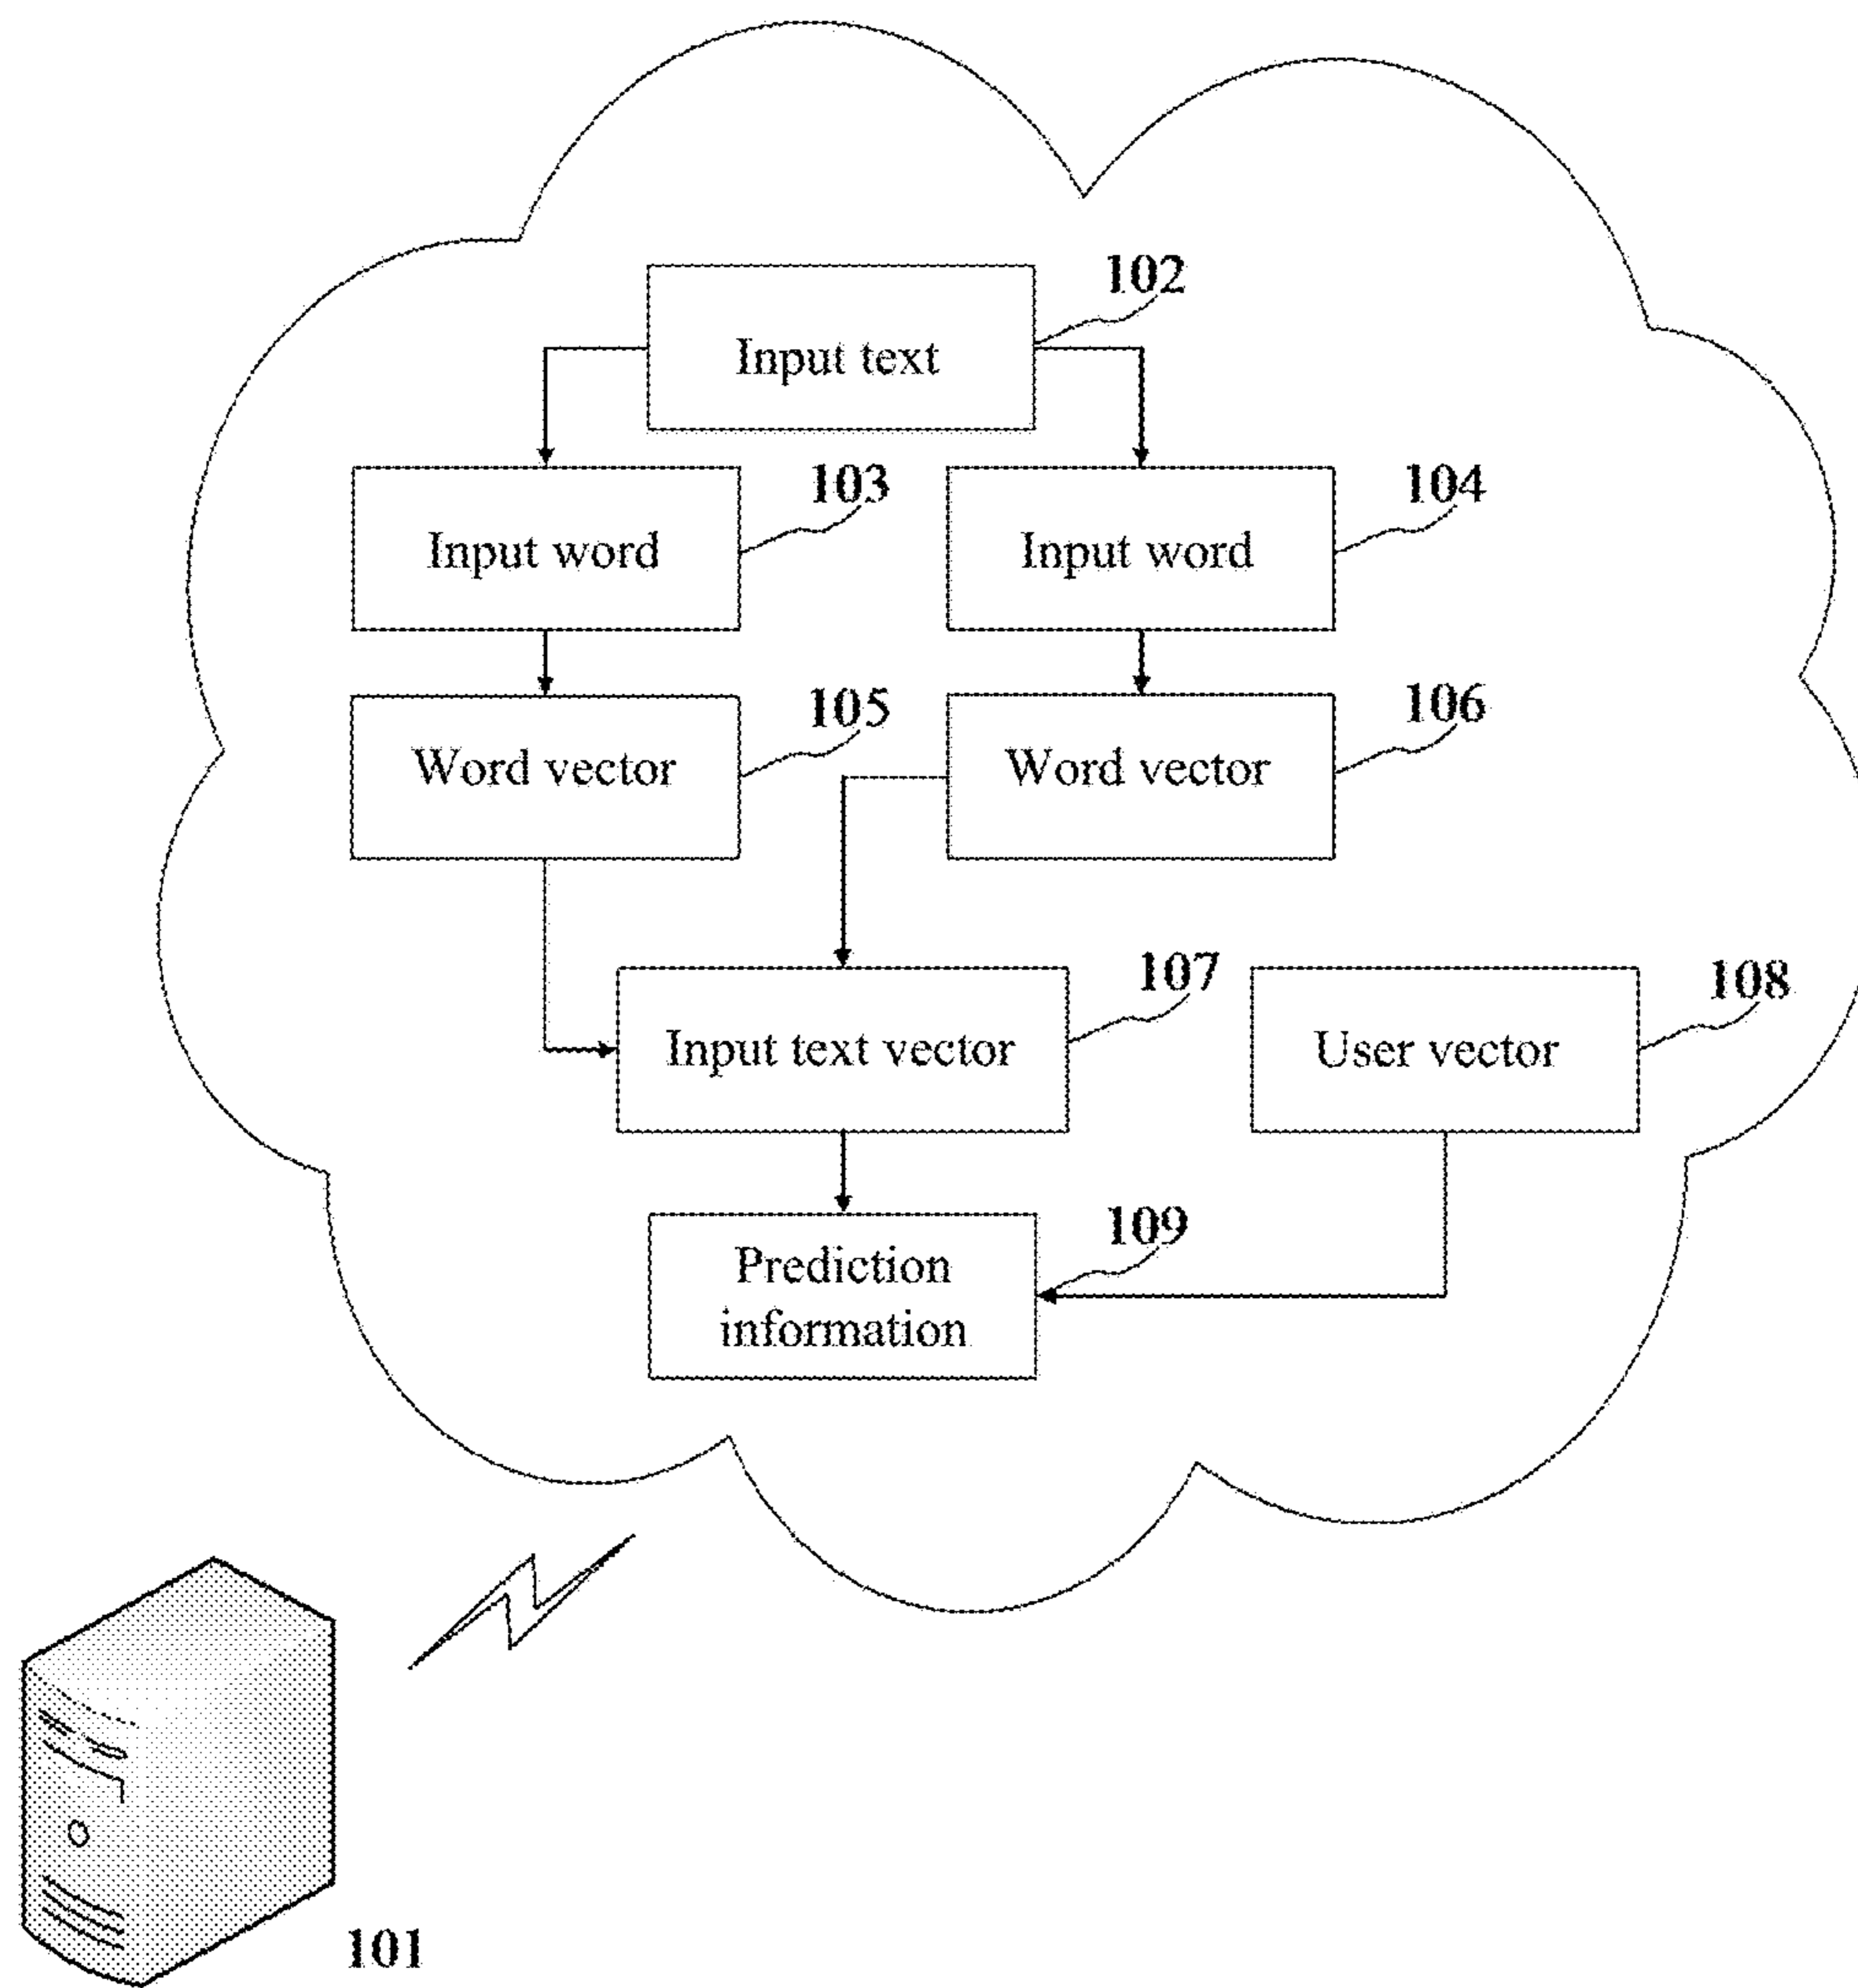 102
Input text
103
104
Input word
Input word
105
106
Word vector
Word vector
107
108
Input text vector
User vector
109
Prediction
information
101